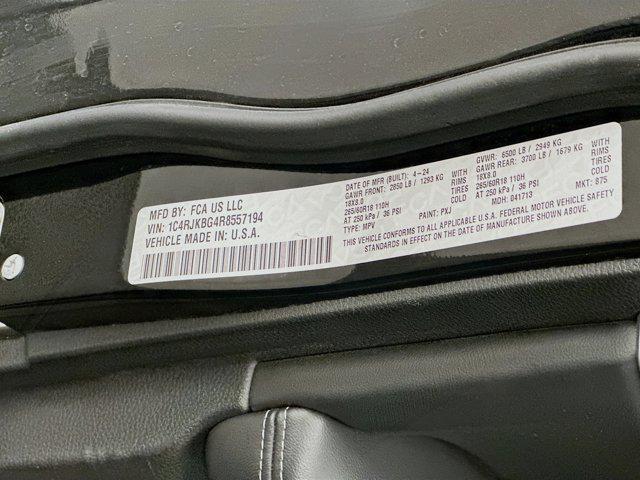 MFD BY: FCA US LLC
VIN: 1C4RJKBG4R8557194
VEHICLE MADE IN: U.S.A.
DATE OF MFR (BUILT): 4-24
GAWR FRONT: 2850 LB / 1293 KG WITH
18X8.0 RIMS
265/60R18 110H TIRES
AT 250 kPa / 36 PSI COLD
TYPE: MPV PAINT: PXJ
GVWR: 6500 LB / 2949 KG
GAWR REAR: 3700 LB / 1679 KG WITH
18X8.0 RIMS
265/60R18 110H TIRES
AT 250 kPa / 36 PSI COLD
MDH: 041713 MKT: 875
THIS VEHICLE CONFORMS TO ALL APPLICABLE U.S.A. FEDERAL MOTOR VEHICLE SAFETY
STANDARDS IN EFFECT ON THE DATE OF MANUFACTURE SHOWN ABOVE.